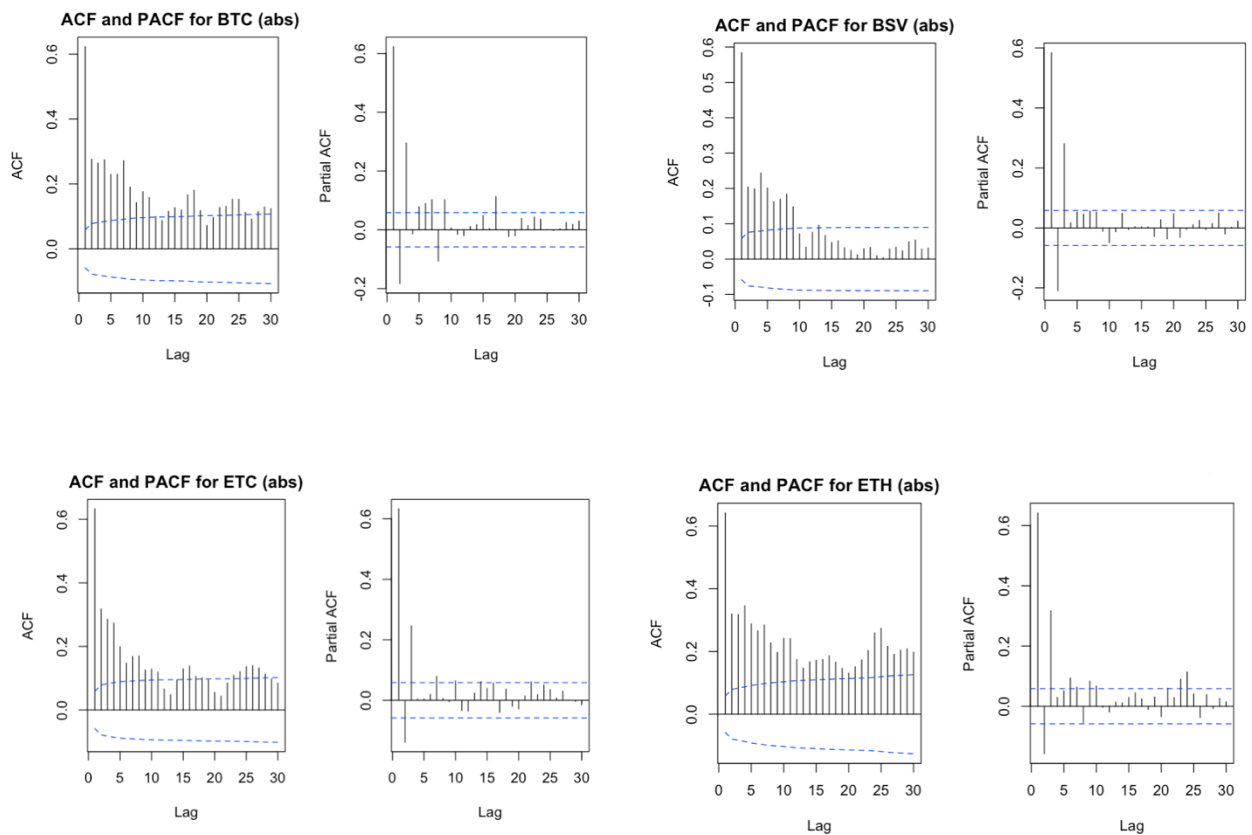 ACF and PACF for BTC (abs)
ACF
0.0 0.2 0.4 0.6
0 5 10 15 20 25 30
Partial ACF
-0.2 0.0 0.2 0.4 0.6
0 5 10 15 20 25 30
Lag
ACF and PACF for BSV (abs)
ACF
-0.1 0.0 0.1 0.2 0.3 0.4 0.5 0.6
0 5 10 15 20 25 30
Partial ACF
-0.2 0.0 0.2 0.4 0.6
0 5 10 15 20 25 30
Lag Lag
Lag
ACF and PACF for ETC (abs)
ACF
0.0 0.2 0.4 0.6
0 5 10 15 20 25 30
Partial ACF
0.0 0.2 0.4 0.6
0 5 10 15 20 25 30
Lag
Lag
ACF and PACF for ETH (abs)
ACF
0.0 0.2 0.4 0.6
0 5 10 15 20 25 30
Partial ACF
0.0 0.2 0.4 0.6
0 5 10 15 20 25 30
Lag
Lag